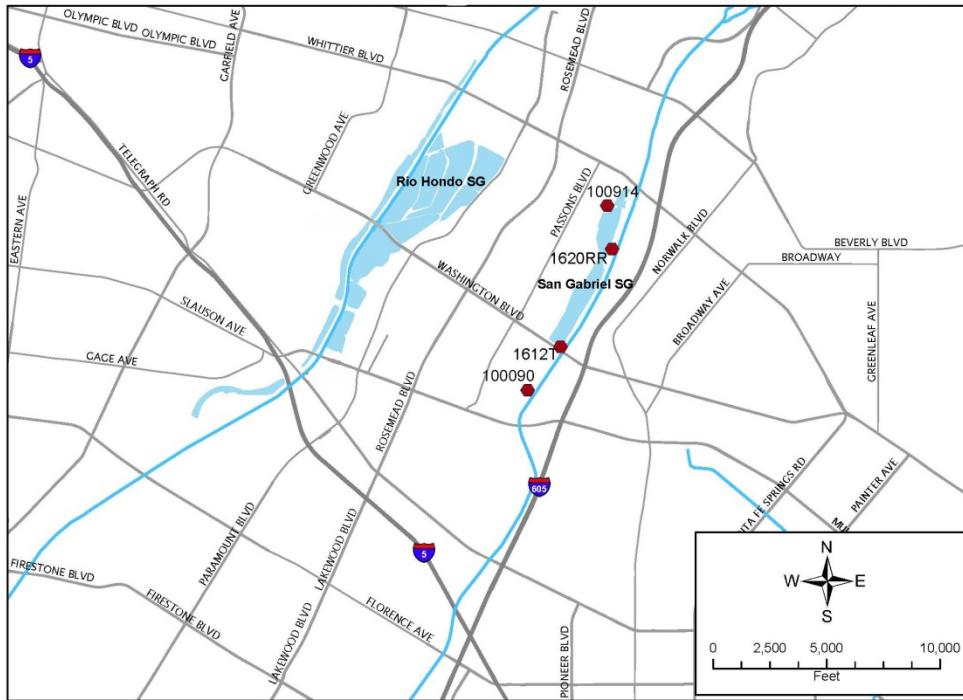 OLYMPIC BLVD
OLYMPIC BLVD
GARFIELD AVE
WHITTIER BLVD
ROSEMEAD BLVD
5
TELEGRAPH RD
GREENWOOD AVE
Rio Hondo SG
PASSONS BLVD
100914
NORWALK BLVD
EASTERN AVE
BEVERLY BLVD
BROADWAY
1620RR
San Gabriel SG
WASHINGTON BLVD
BROADWAY AVE
SLAUSON AVE
GREENLEAF AVE
GAGE AVE
1612T
100090
ROSEMEAD BLVD
605
PAINTER AVE
TA FE SPRINGS RD
MU
PARAMOUNT BLVD
LAKEWOOD BLVD
5
FIRESTONE BLVD
FIRESTONE BLVD
FLORENCE AVE
LAKEWOOD BLVD
PIONEER BLVD
N
W E
S
0 2,500 5,000 10,000
Feet